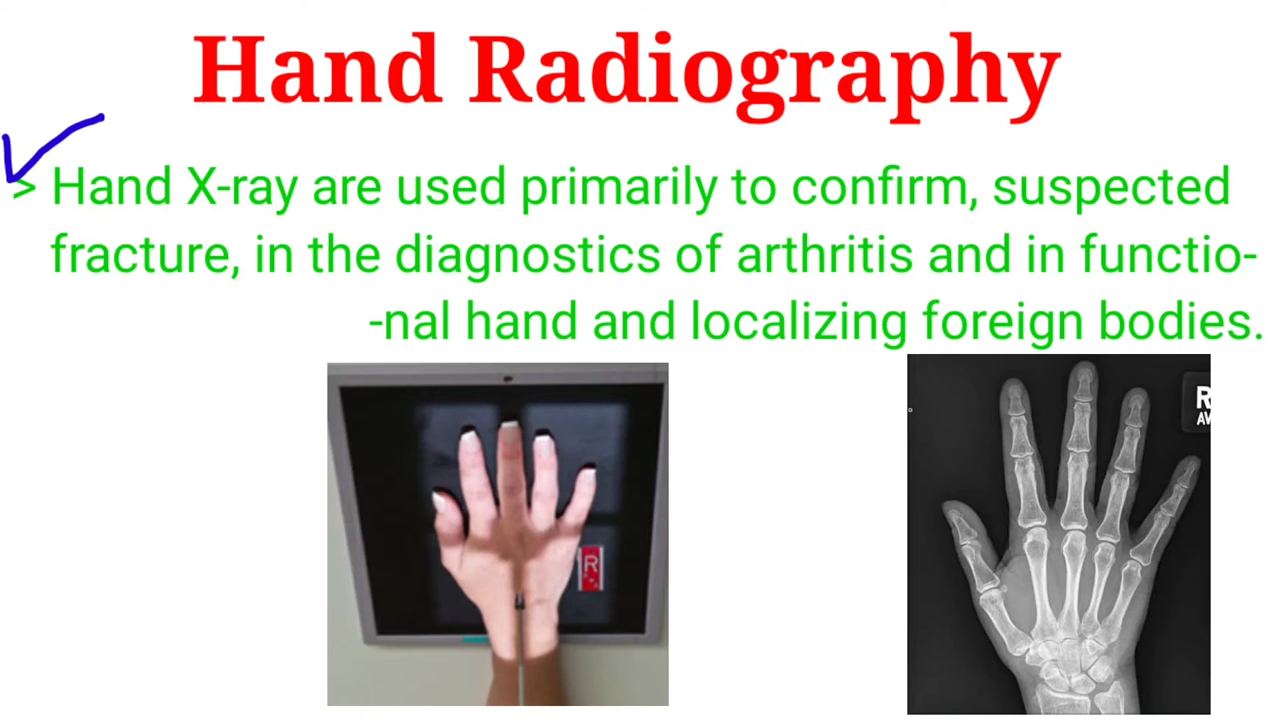 Hand Radiography
> Hand X-ray are used primarily to confirm, suspected
fracture, in the diagnostics of arthritis and in functio-
-nal hand and localizing foreign bodies.
R
R
AW